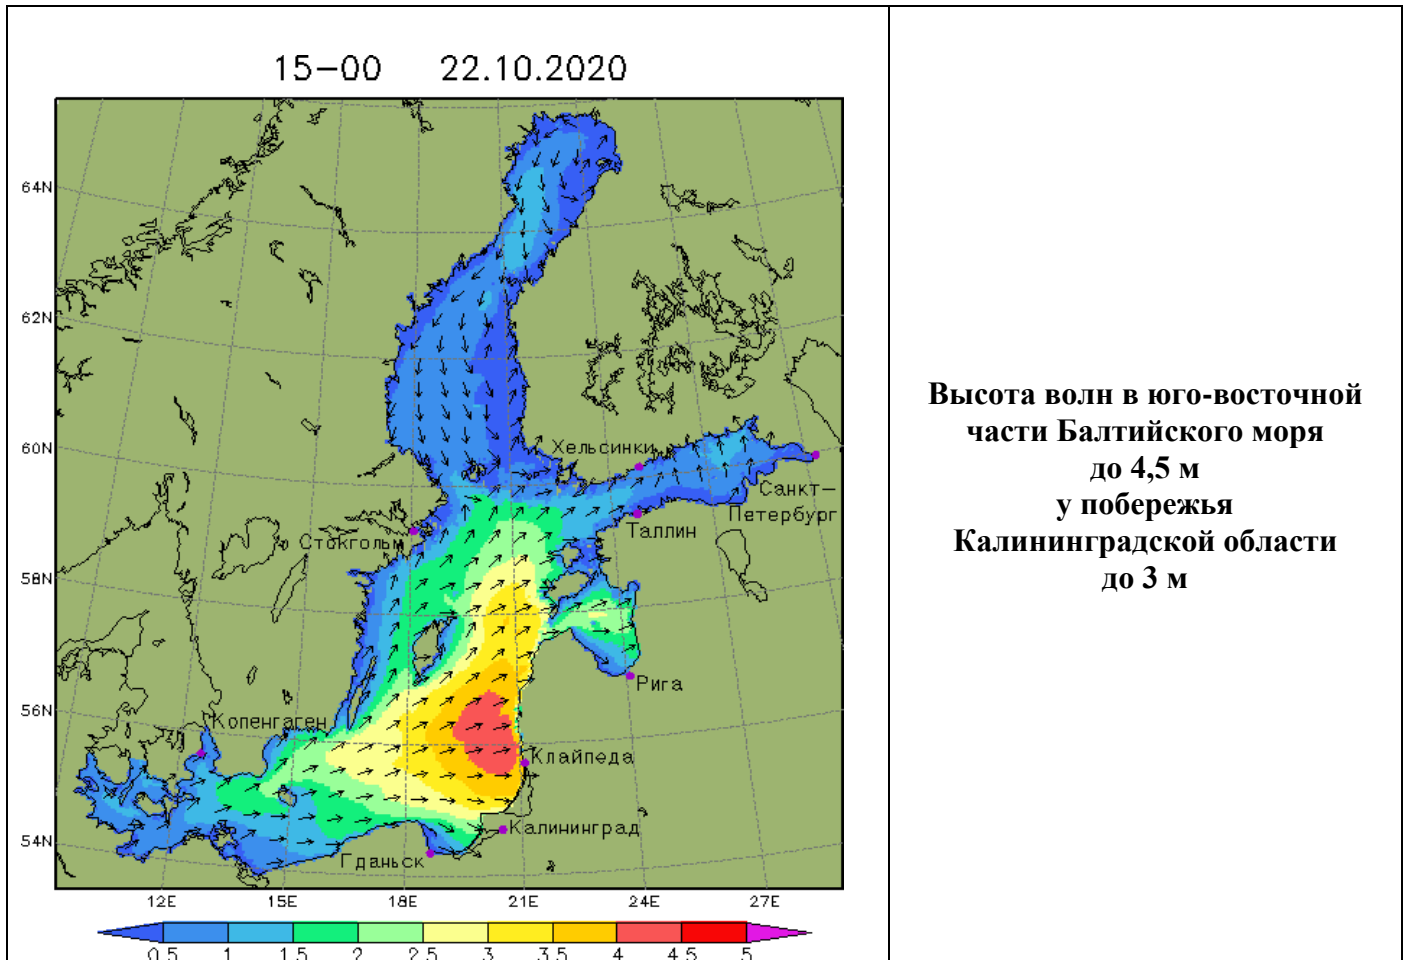 15-00 22.10.2020
64N
62N
60N
58N
56N
54N
Хельсинки
Санкт-
Петербург
Таллин
Стокгольм
Рига
Копенгаген
Клайпеда
Калининград
Гданьск
12E 15E 18E 21E 24E 27E
0.5 1 1.5 2 2.5 3 3.5 4 4.5 5
Высота волн в юго-восточной
части Балтийского моря
до 4,5 м
у побережья
Калининградской области
до 3 м